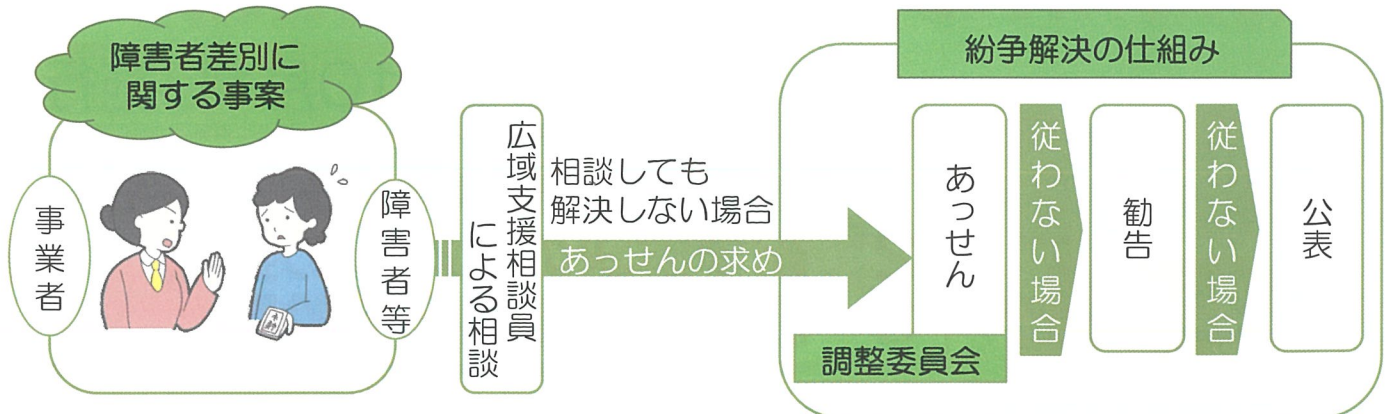 障害者差別に
関する事案
事業者
障害者等
広域支援相談員
による相談
相談しても
解決しない場合
あっせんの求め
紛争解決の仕組み
あっせん
調整委員会
従わない場合
勧告
従わない場合
公表